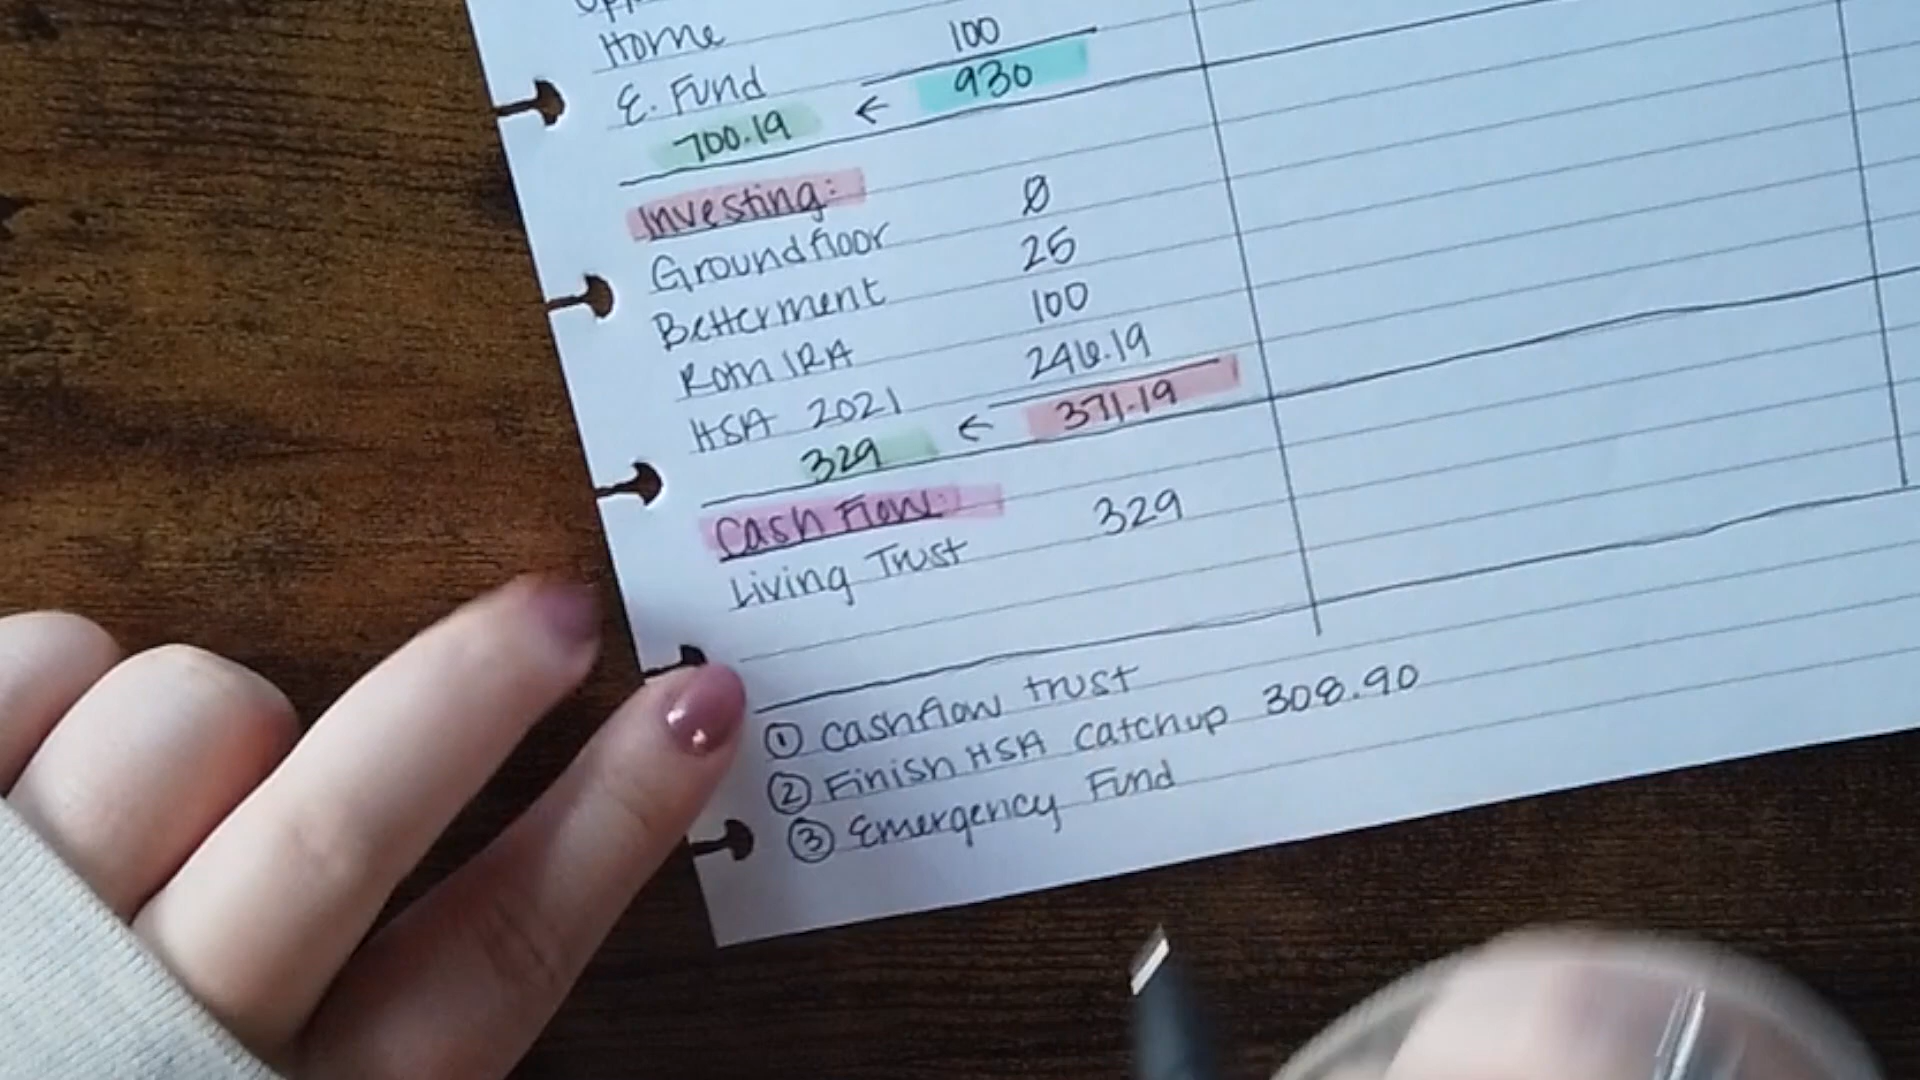 Home
E. Fund 100
700.19 ← 930
Investing:
Groundfloor Ø
Betterment 25
Roth IRA 100
HSA 2021 246.19
329 ← 371.19
Cash Flow:
Living Trust 329
① Cashflow trust
② Finish HSA catchup 308.90
③ Emergency Fund